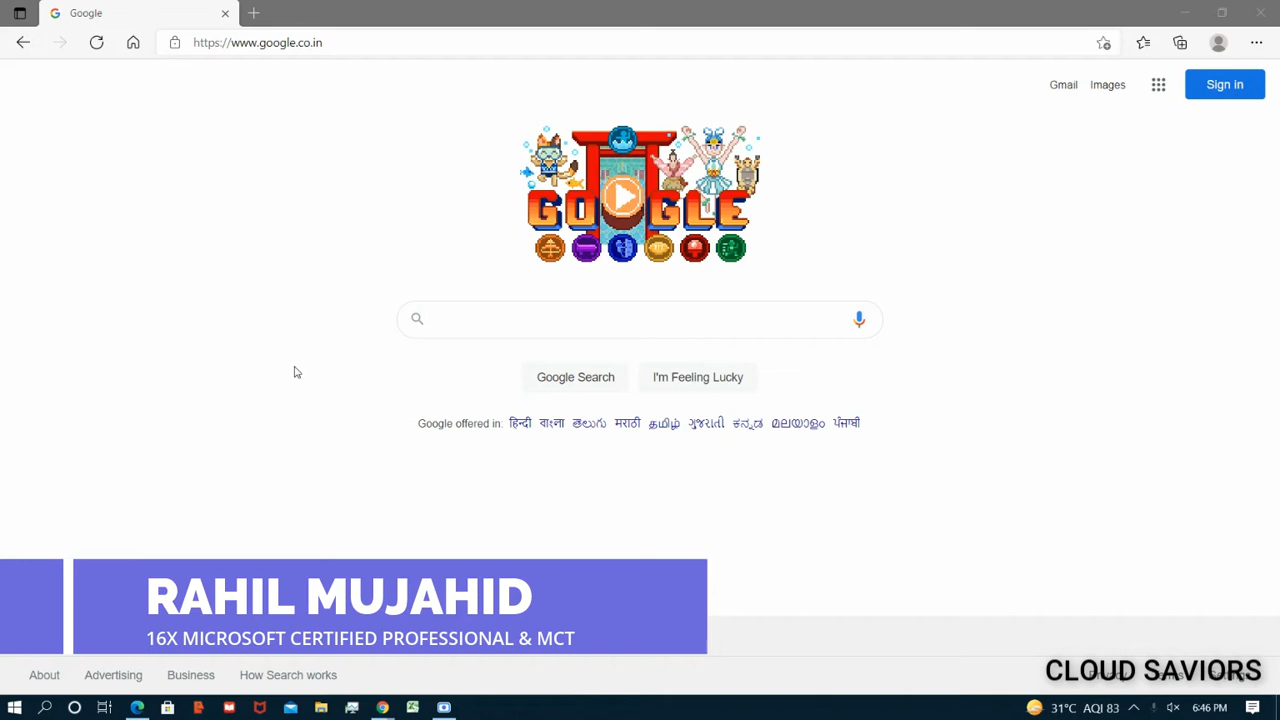 Google
https://www.google.co.in
Gmail Images Sign in
GOOGLE
Google Search I'm Feeling Lucky
Google offered in: हिन्दी বাংলা తెలుగు मराठी தமிழ் ગુજરાતી ಕನ್ನಡ മലയാളം ਪੰਜਾਬੀ
RAHIL MUJAHID
16X MICROSOFT CERTIFIED PROFESSIONAL & MCT
About Advertising Business How Search works
CLOUD SAVIORS
31°C AQI 83 6:46 PM